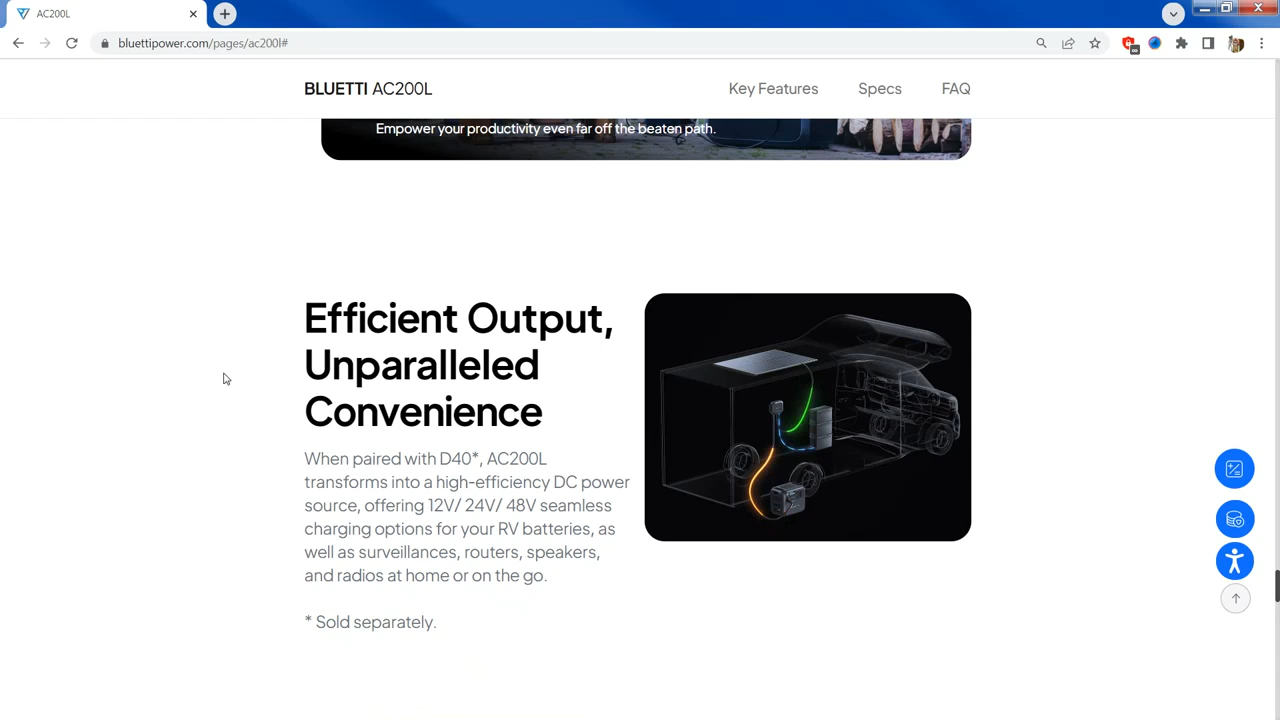 AC200L
bluettipower.com/pages/ac200l#
BLUETTI AC200L
Key Features
Specs
FAQ
Empower your productivity even far off the beaten path.
Efficient Output,
Unparalleled
Convenience
When paired with D40*, AC200L
transforms into a high-efficiency DC power
source, offering 12V/ 24V/ 48V seamless
charging options for your RV batteries, as
well as surveillances, routers, speakers,
and radios at home or on the go.
* Sold separately.